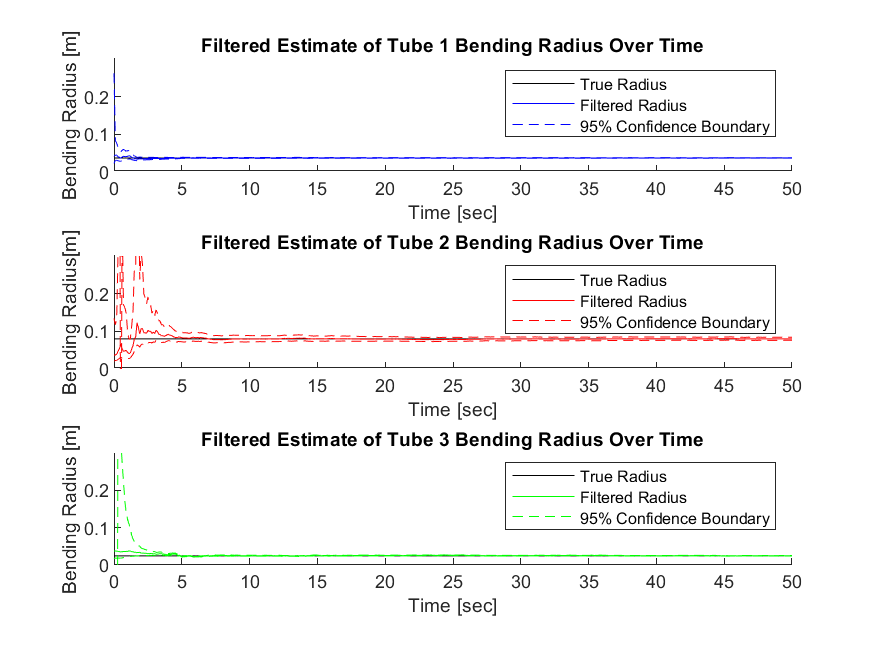 Filtered Estimate of Tube 1 Bending Radius Over Time
Bending Radius [m]
0.2
0.1
0
True Radius
Filtered Radius
95% Confidence Boundary
0 5 10 15 20 25 30 35 40 45 50
Time [sec]
Filtered Estimate of Tube 2 Bending Radius Over Time
Bending Radius[m]
0.2
0.1
0
True Radius
Filtered Radius
95% Confidence Boundary
0 5 10 15 20 25 30 35 40 45 50
Time [sec]
Filtered Estimate of Tube 3 Bending Radius Over Time
Bending Radius [m]
0.2
0.1
0
True Radius
Filtered Radius
95% Confidence Boundary
0 5 10 15 20 25 30 35 40 45 50
Time [sec]